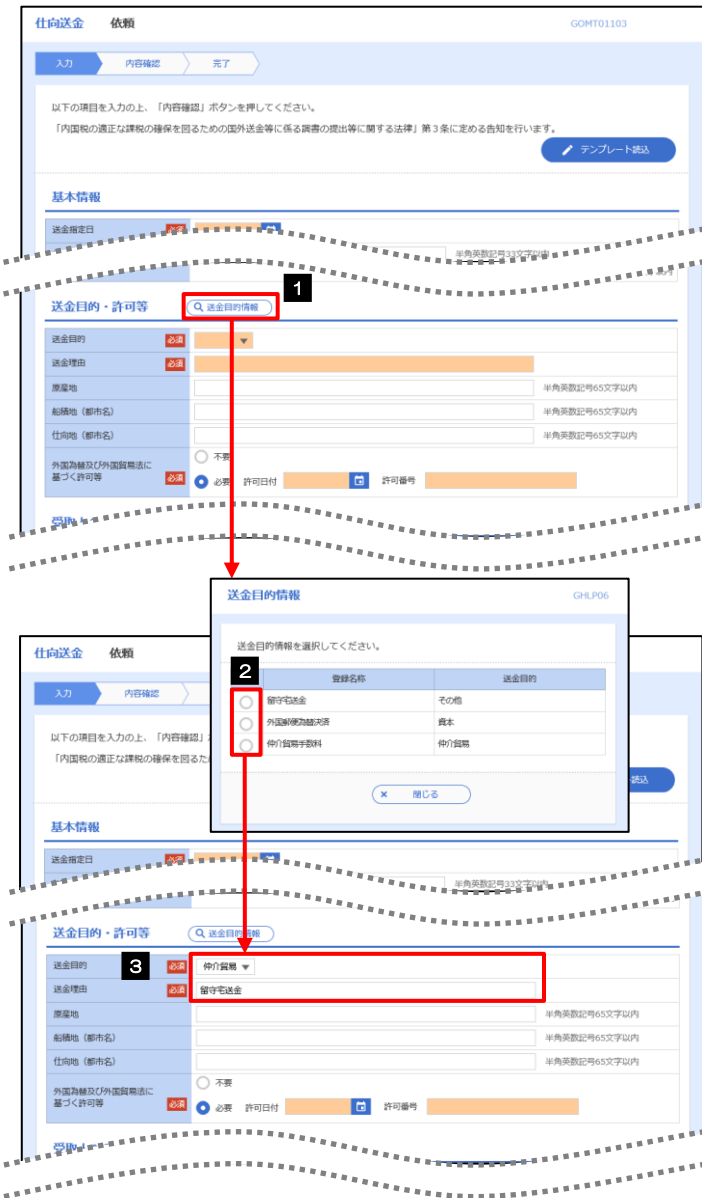 仕向送金 依頼 GOMT01103
入力 内容確認 完了
以下の項目を入力の上、「内容確認」ボタンを押してください。
「内国税の適正な課税の確保を図るための国外送金等に係る調書の提出等に関する法律」第3条に定める告知を行います。
テンプレート読込
基本情報
送金指定日 必須
半角英数記号33文字以内
1
送金目的・許可等 送金目的情報
送金目的 必須
送金理由 必須
原産地 半角英数記号65文字以内
船積地（都市名） 半角英数記号65文字以内
仕向地（都市名） 半角英数記号65文字以内
外国為替及び外国貿易法に
基づく許可等 必須
不要
必要 許可日付 許可番号
送金目的情報 GHLP06
送金目的情報を選択してください。
2
登録名称 送金目的
留守宅送金 その他
外国郵便為替決済 資本
仲介貿易手数料 仲介貿易
× 閉じる
仕向送金 依頼
入力 内容確認
以下の項目を入力の上、「内容確認」
「内国税の適正な課税の確保を図るため
読込
基本情報
送金指定日 必須
半角英数記号33文字以内
送金目的・許可等 送金目的情報
3
送金目的 必須 仲介貿易
送金理由 必須 留守宅送金
原産地 半角英数記号65文字以内
船積地（都市名） 半角英数記号65文字以内
仕向地（都市名） 半角英数記号65文字以内
外国為替及び外国貿易法に
基づく許可等 必須
不要
必要 許可日付 許可番号